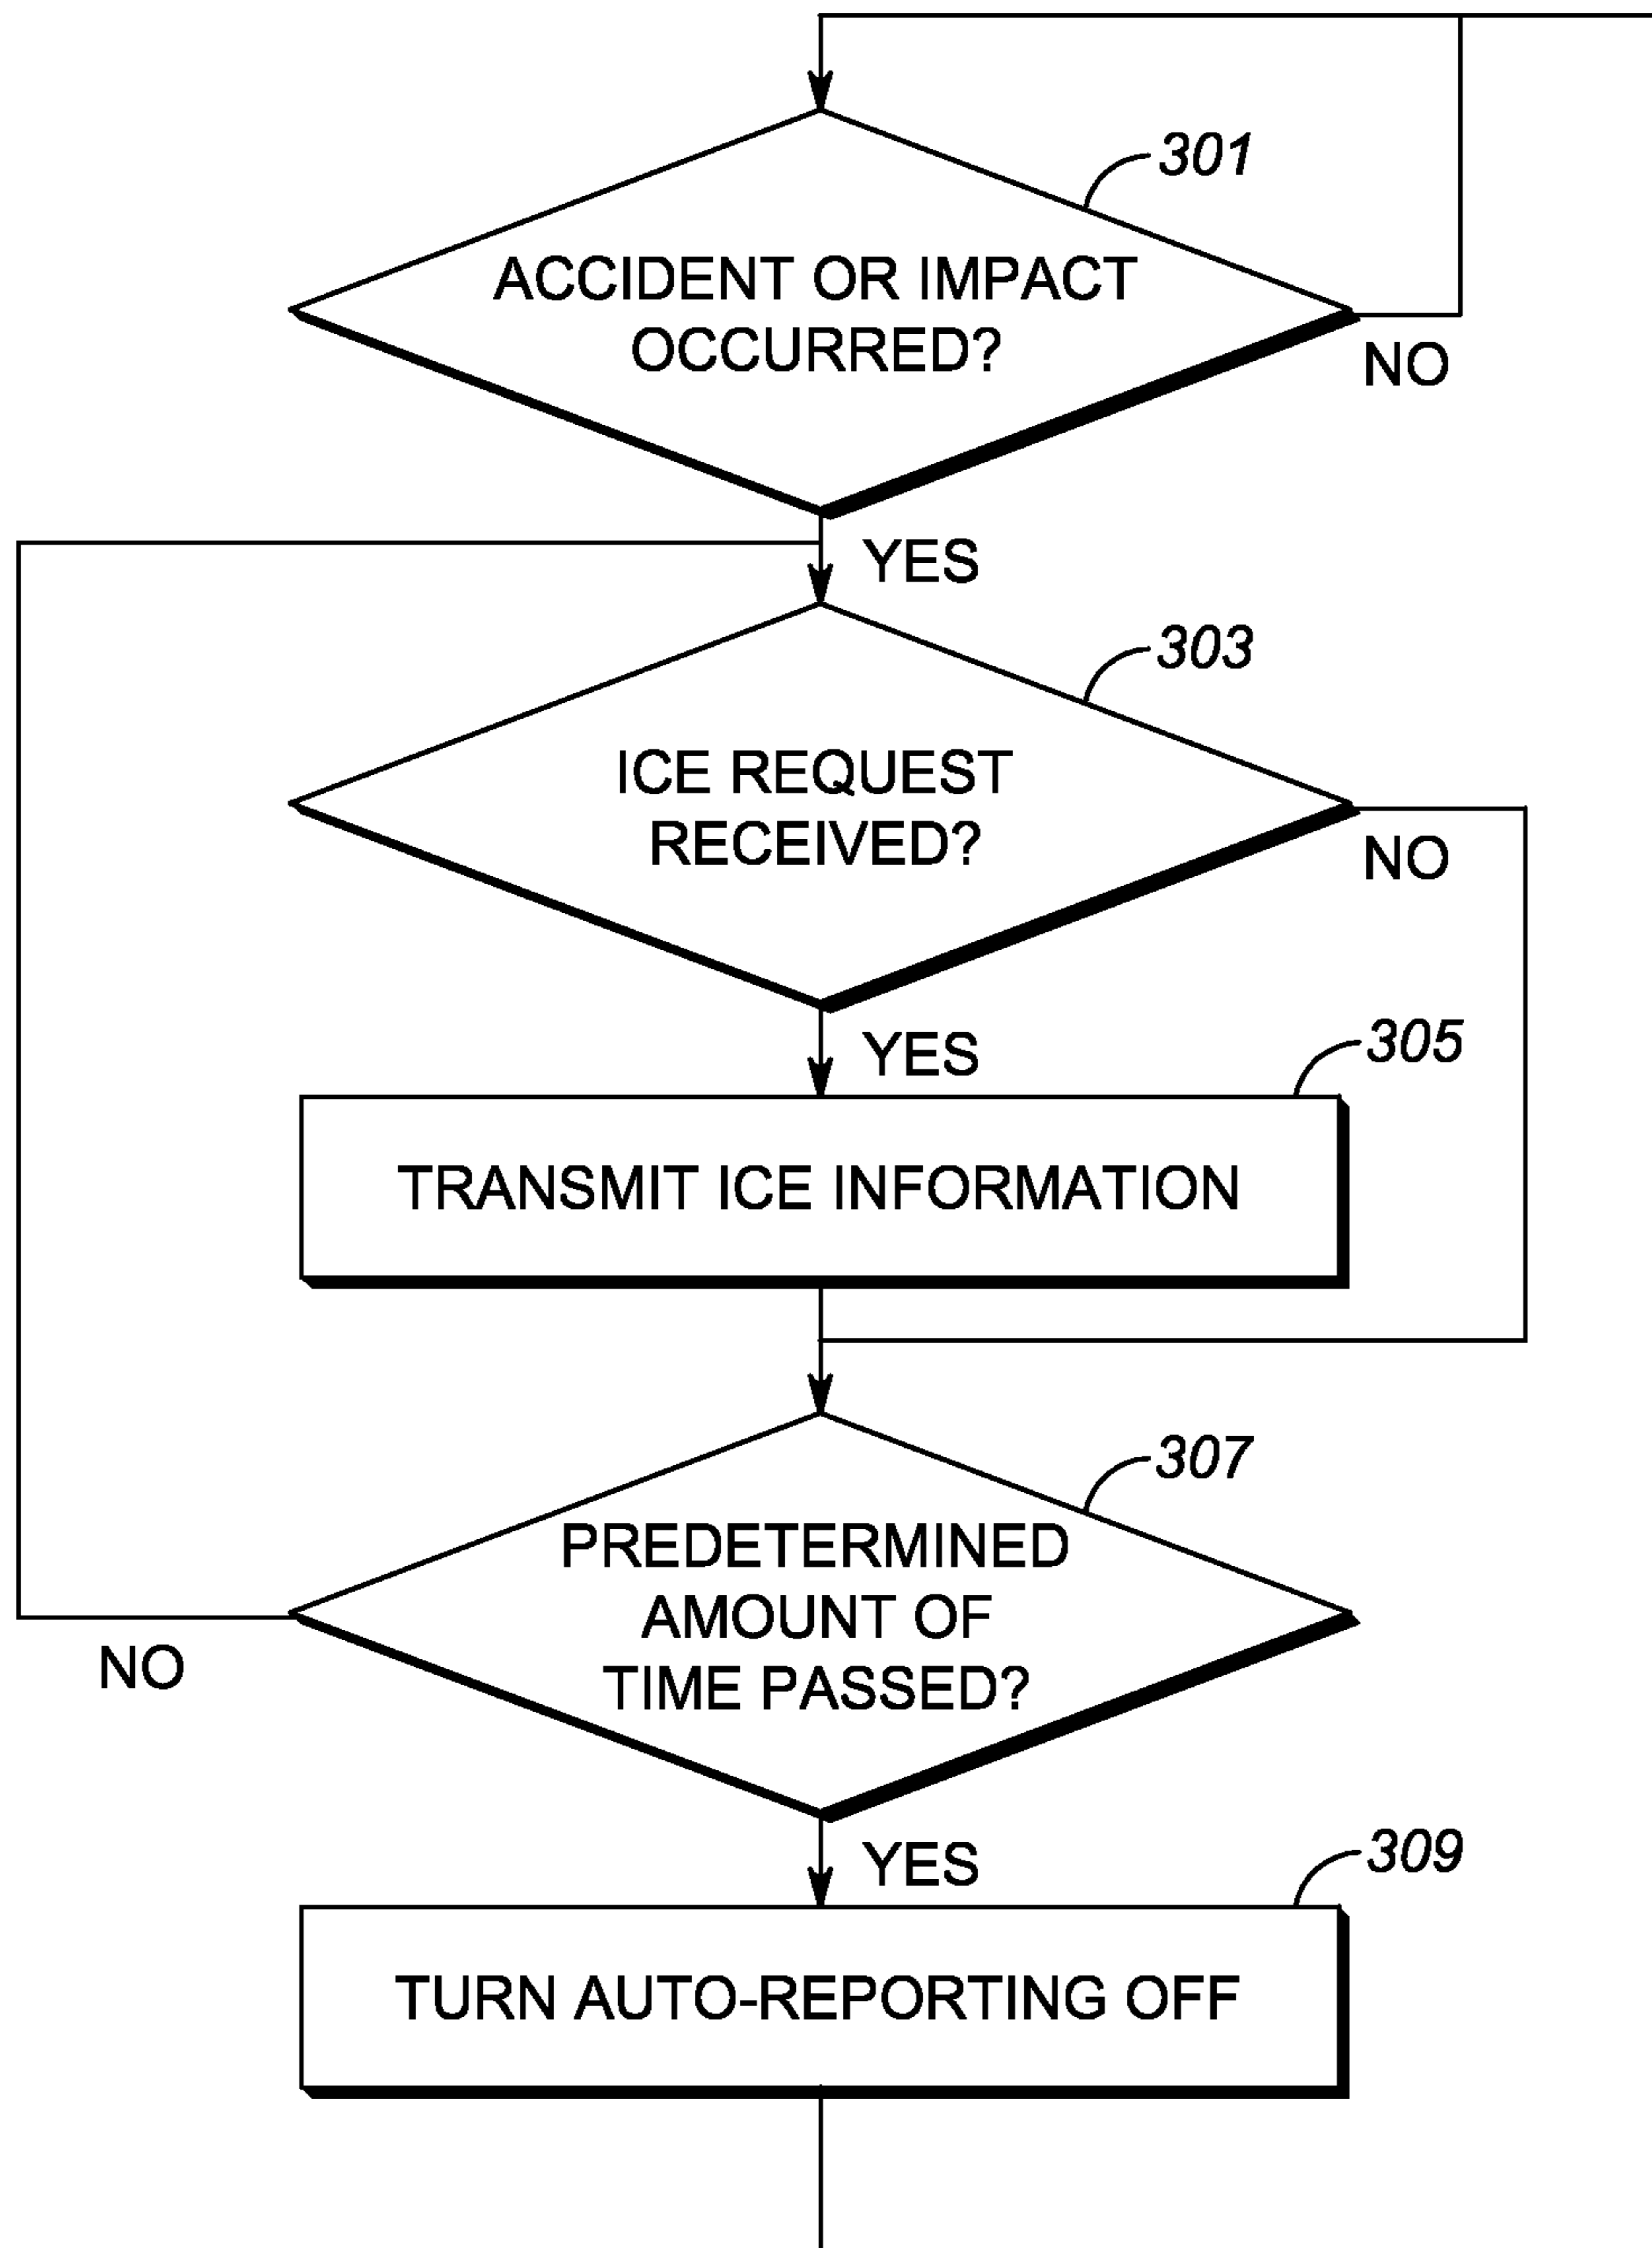 301
ACCIDENT OR IMPACT
OCCURRED?
NO
YES
303
ICE REQUEST
RECEIVED?
NO
YES
305
TRANSMIT ICE INFORMATION
307
PREDETERMINED
AMOUNT OF
TIME PASSED?
NO
YES
309
TURN AUTO-REPORTING OFF